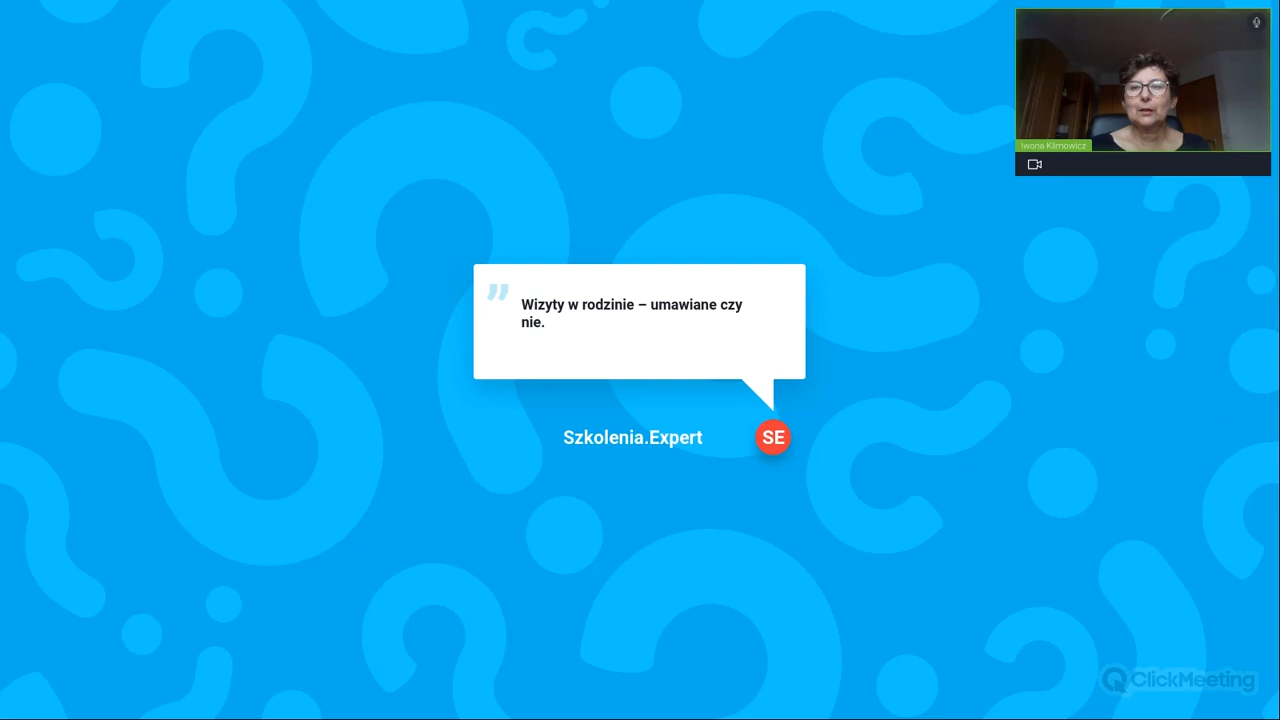 Iwona Klimowicz
Wizyty w rodzinie – umawiane czy
nie.
Szkolenia.Expert
SE
ClickMeeting